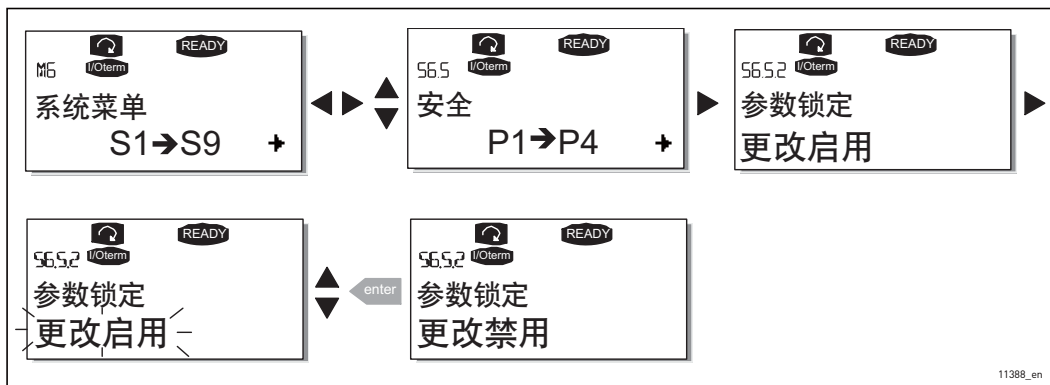 READY
M6 I/Oterm
系统菜单
S1➔S9
READY
S6.5 I/Oterm
安全
P1➔P4
READY
S6.5.2 I/Oterm
参数锁定
更改启用
READY
S6.5.2 I/Oterm
参数锁定
更改启用
enter
READY
S6.5.2 I/Oterm
参数锁定
更改禁用
11388_en